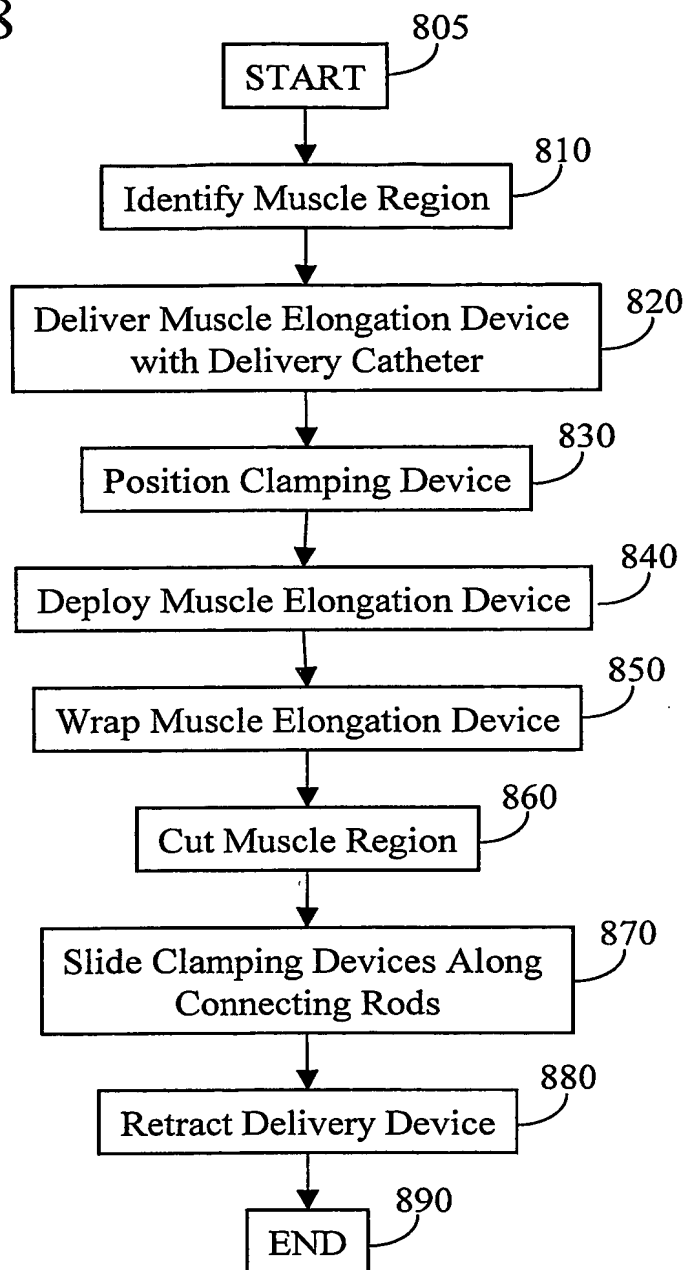 8
805
START
810
Identify Muscle Region
820
Deliver Muscle Elongation Device
with Delivery Catheter
830
Position Clamping Device
840
Deploy Muscle Elongation Device
850
Wrap Muscle Elongation Device
860
Cut Muscle Region
870
Slide Clamping Devices Along
Connecting Rods
880
Retract Delivery Device
890
END